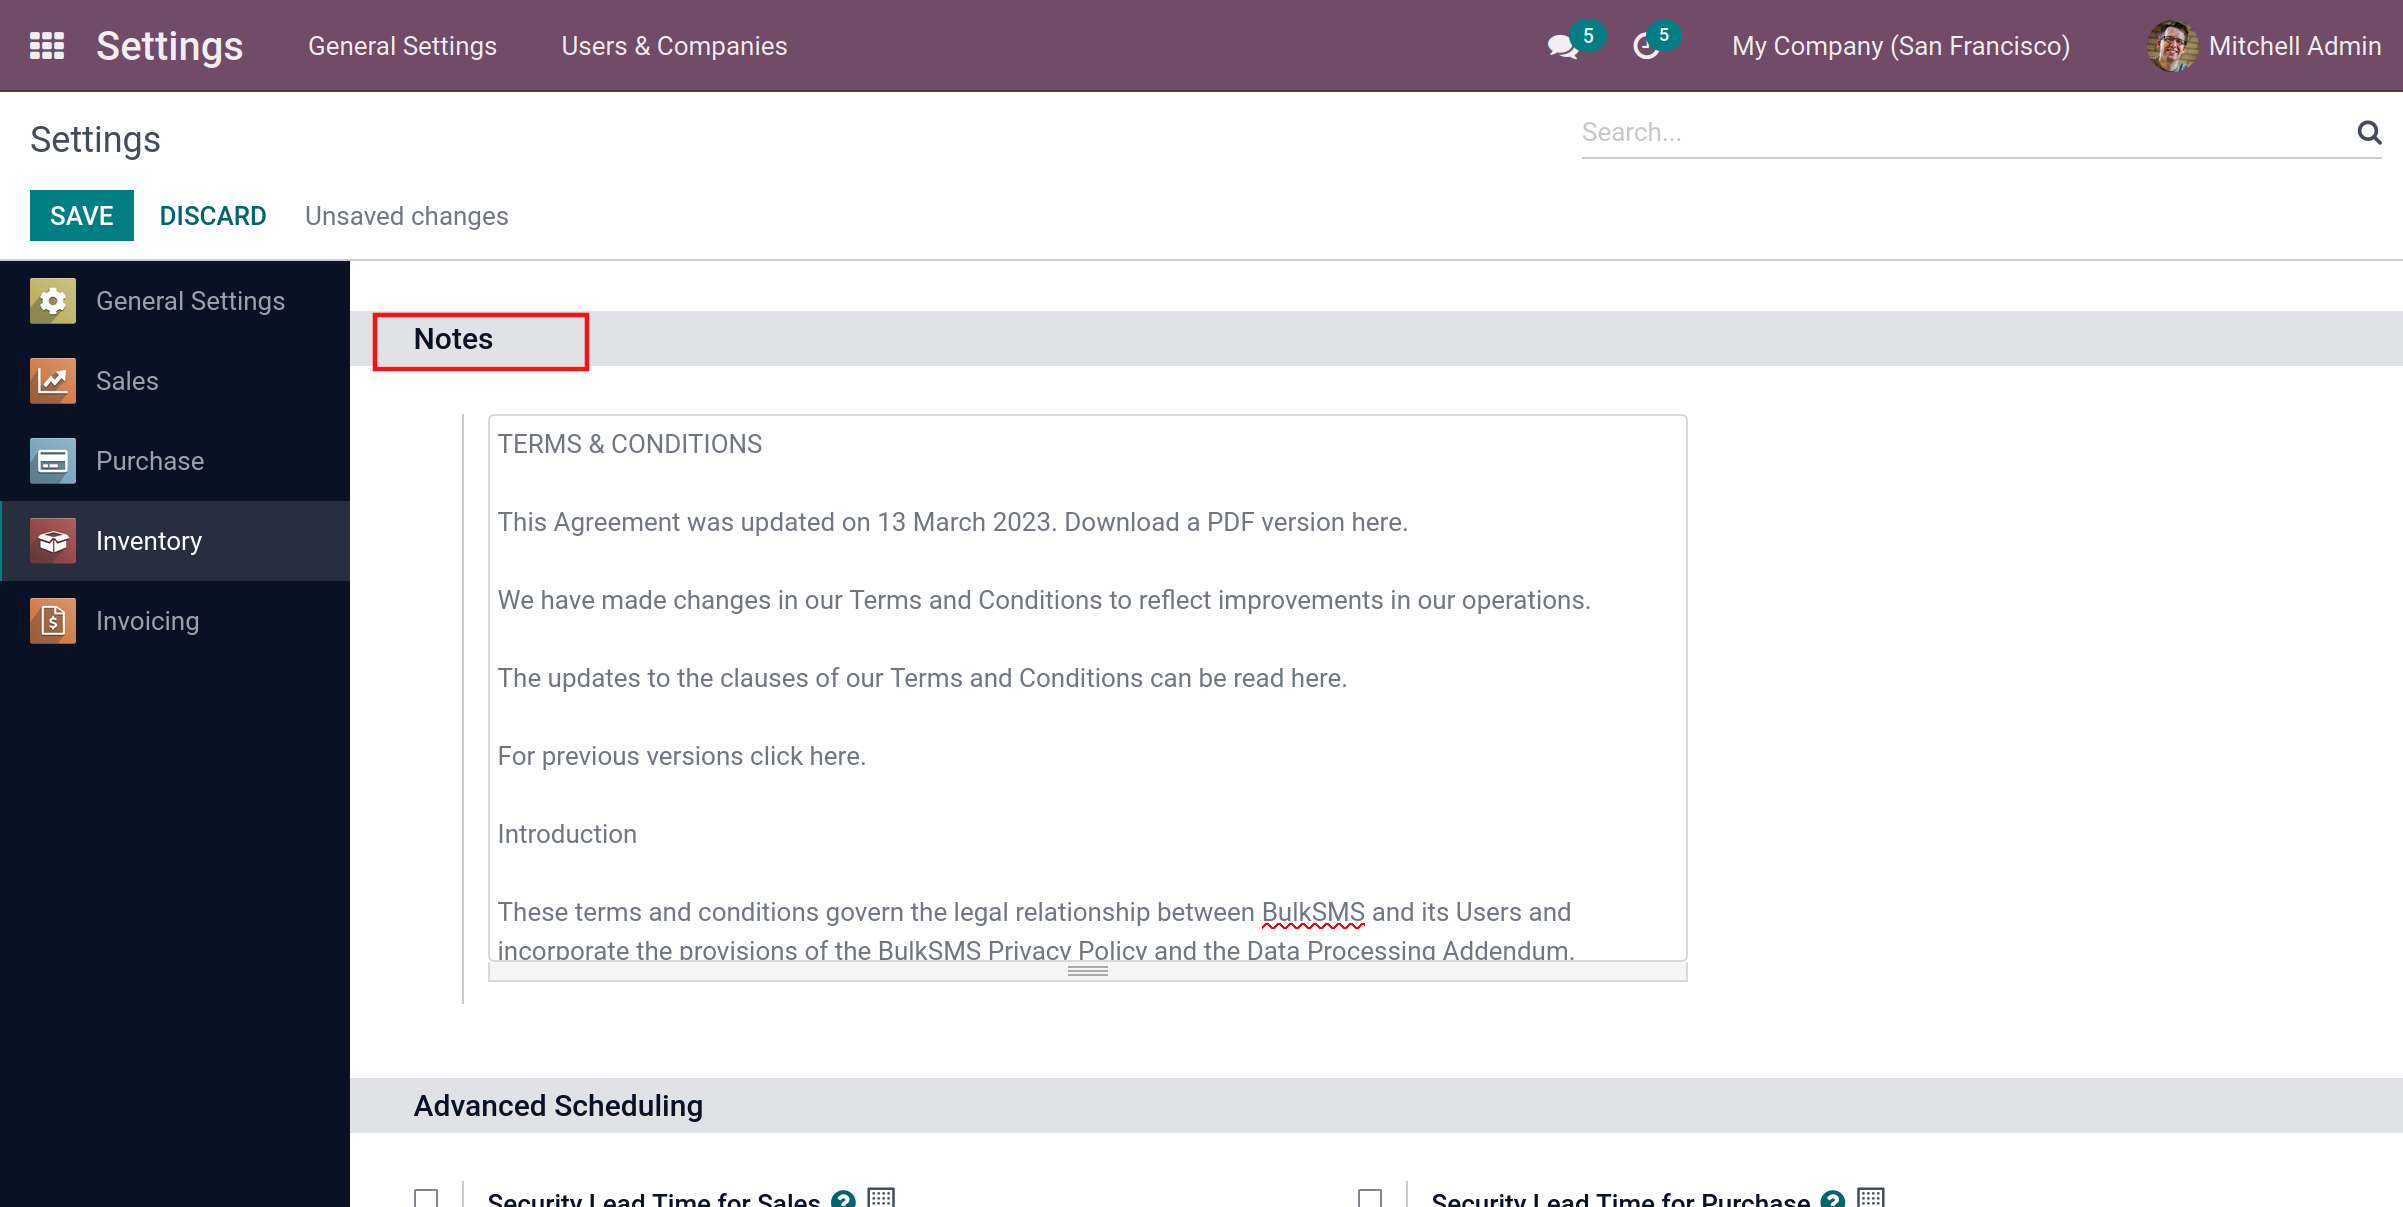 Settings General Settings Users & Companies 5 5 My Company (San Francisco) Mitchell Admin
Settings
Search...
SAVE DISCARD Unsaved changes
General Settings
Sales
Purchase
Inventory
Invoicing
Notes
TERMS & CONDITIONS
This Agreement was updated on 13 March 2023. Download a PDF version here.
We have made changes in our Terms and Conditions to reflect improvements in our operations.
The updates to the clauses of our Terms and Conditions can be read here.
For previous versions click here.
Introduction
These terms and conditions govern the legal relationship between BulkSMS and its Users and
incorporate the provisions of the BulkSMS Privacy Policy and the Data Processing Addendum.
Advanced Scheduling
Security Lead Time for Sales ? Security Lead Time for Purchase ?